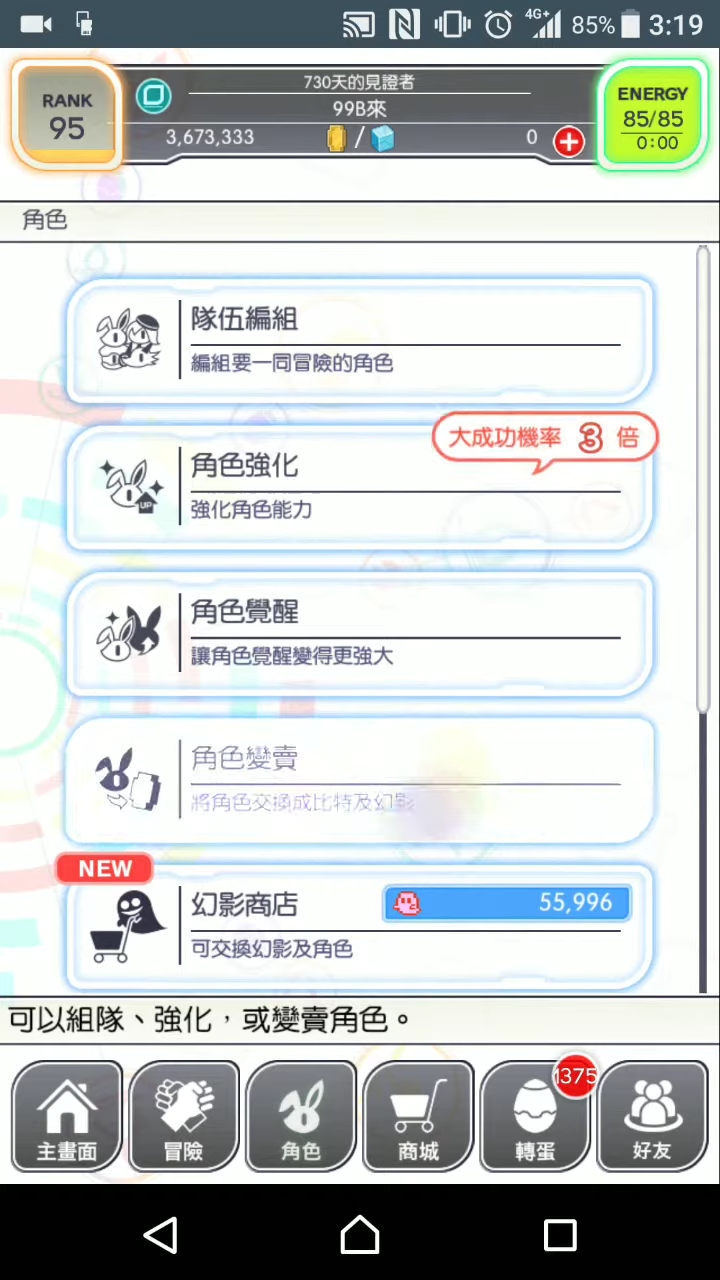 4G+ 85% 3:19
RANK
95
730天的見證者
99B來
3,673,333 / 0
ENERGY
85/85
0:00
角色
隊伍編組
編組要一同冒險的角色
大成功機率 3 倍
角色強化
UP
強化角色能力
角色覺醒
讓角色覺醒變得更強大
角色變賣
將角色交換成比特及幻影
NEW
幻影商店
55,996
可交換幻影及角色
可以組隊、強化，或變賣角色。
1375
主畫面
冒險
角色
商城
轉蛋
好友